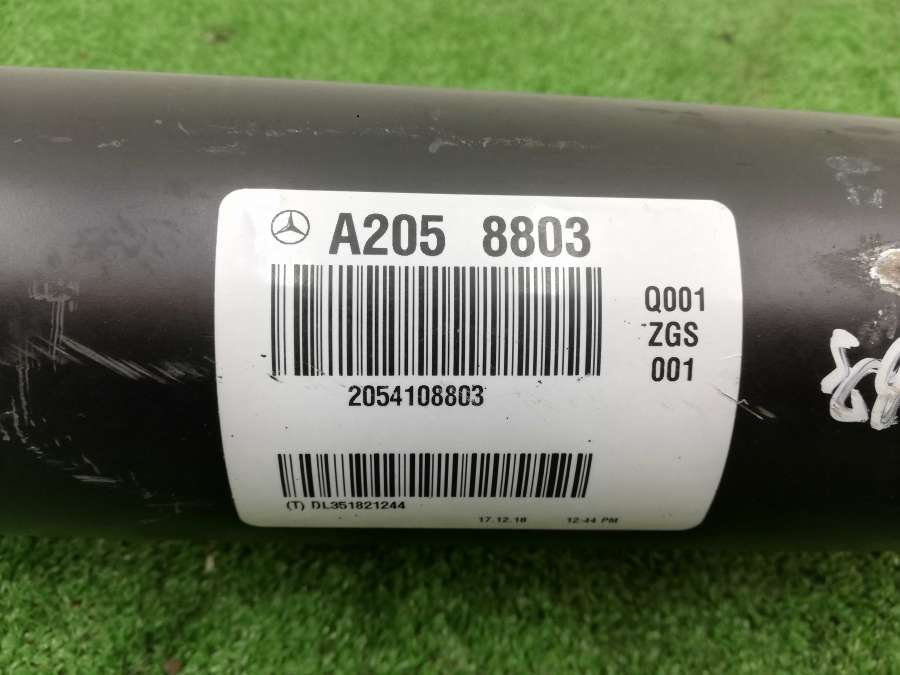 A205 8803
Q001
ZGS
001
2054108803
(T) DL351821244
17.12.18 12:44 PM